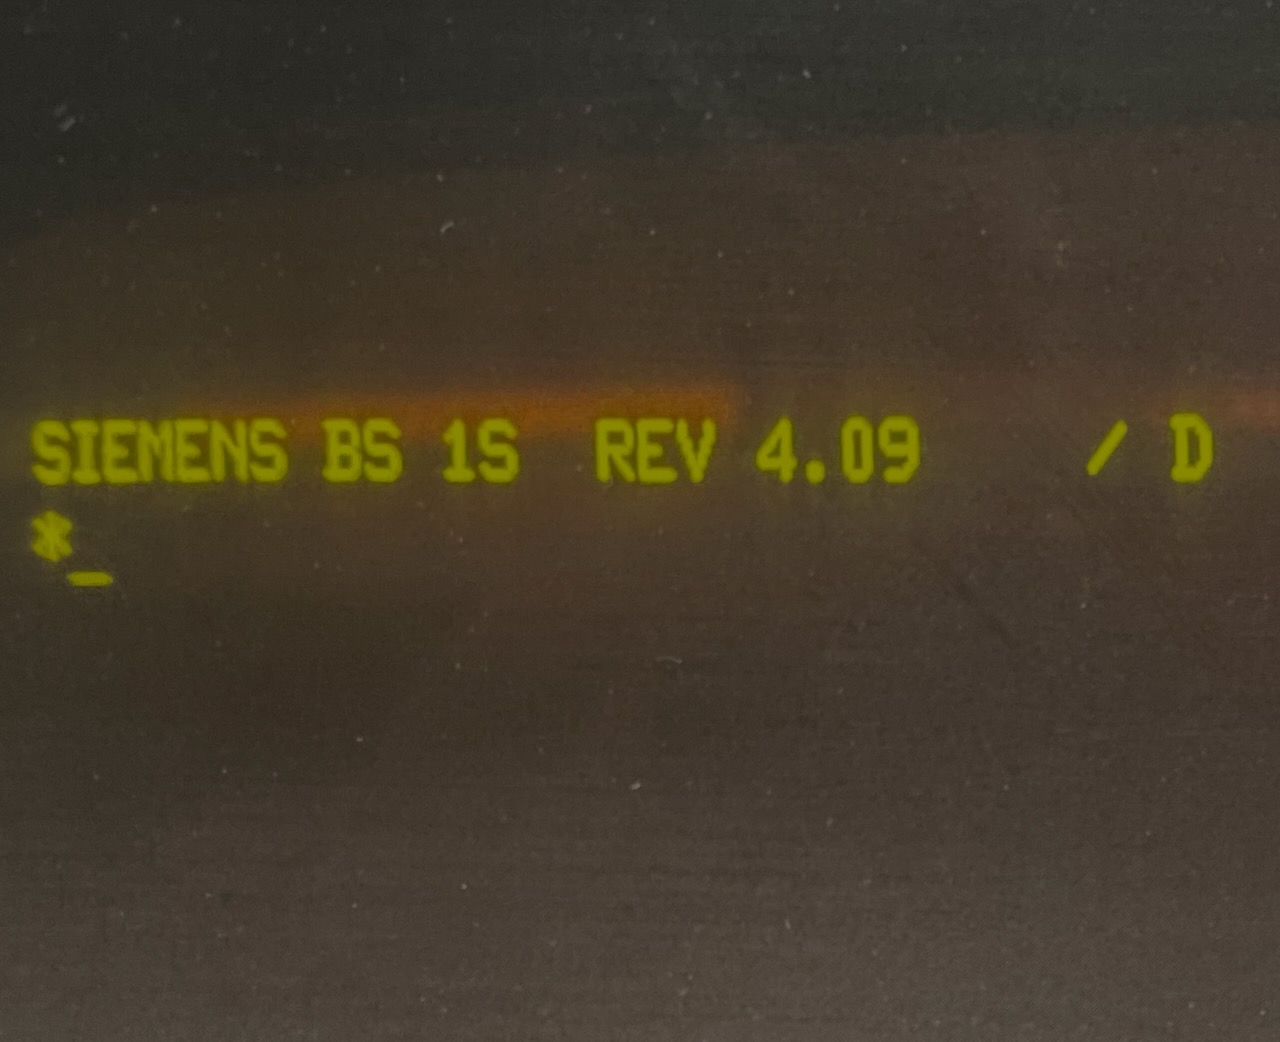 SIEMENS BS 1S  REV 4.09    / D
*_